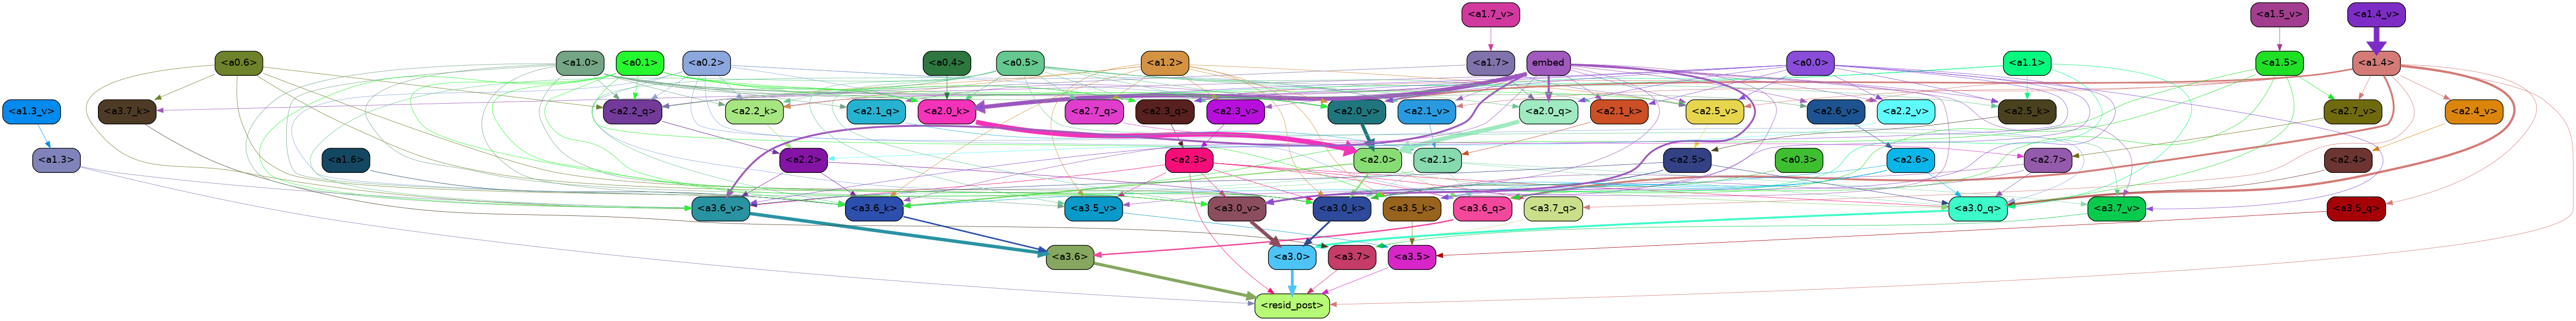 <a1.7_v> <a1.5_v> <a1.4_v>
<a0.6> <a1.0> <a0.1> <a0.2> <a0.4> <a0.5> <a1.2> <a1.7> embed <a0.0> <a1.1> <a1.5> <a1.4>
<a1.3_v> <a3.7_k> <a2.2_q> <a2.2_k> <a2.1_q> <a2.0_k> <a2.7_q> <a2.3_q> <a2.3_v> <a2.0_v> <a2.1_v> <a2.0_q> <a2.1_k> <a2.5_v> <a2.6_v> <a2.2_v> <a2.5_k> <a2.7_v> <a2.4_v>
<a1.3> <a1.6> <a2.2> <a2.3> <a2.0> <a2.1> <a2.5> <a0.3> <a2.6> <a2.7> <a2.4>
<a3.6_v> <a3.6_k> <a3.5_v> <a3.0_v> <a3.0_k> <a3.5_k> <a3.6_q> <a3.7_q> <a3.0_q> <a3.7_v> <a3.5_q>
<a3.6> <a3.0> <a3.7> <a3.5>
<resid_post>